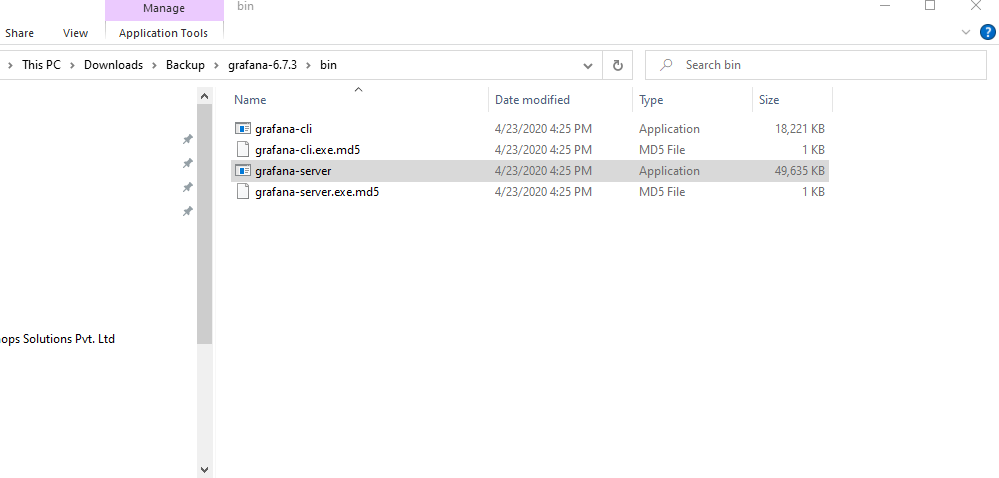 Manage
bin
Share View Application Tools
This PC Downloads Backup grafana-6.7.3 bin
Search bin
Name Date modified Type Size
grafana-cli 4/23/2020 4:25 PM Application 18,221 KB
grafana-cli.exe.md5 4/23/2020 4:25 PM MD5 File 1 KB
grafana-server 4/23/2020 4:25 PM Application 49,635 KB
grafana-server.exe.md5 4/23/2020 4:25 PM MD5 File 1 KB
ops Solutions Pvt. Ltd